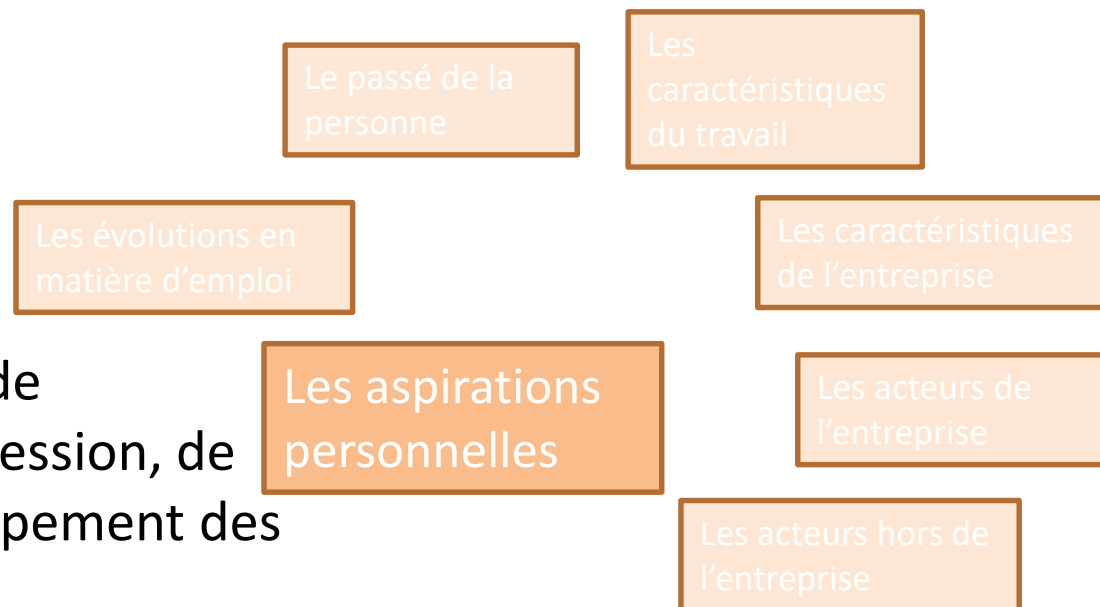 Le passé de la
personne
Les
caractéristiques
du travail
Les évolutions en
matière d'emploi
Les caractéristiques
de l'entreprise
de
ession, de
pement des
Les aspirations
personnelles
Les acteurs de
l'entreprise
Les acteurs hors de
l'entreprise